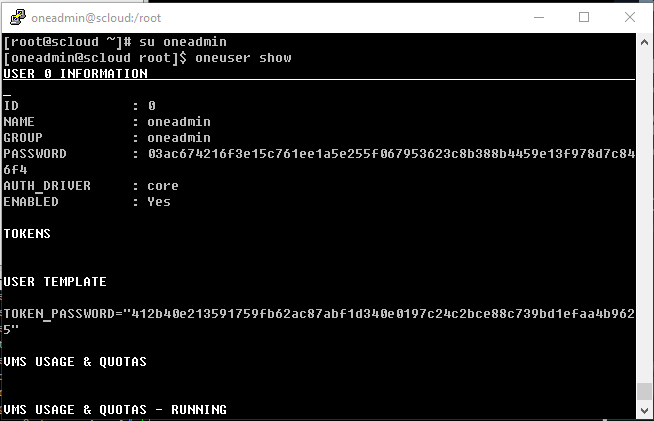 oneadmin@scloud:/root
[root@scloud ~]# su oneadmin
[oneadmin@scloud root]$ oneuser show
USER 0 INFORMATION
ID : 0
NAME : oneadmin
GROUP : oneadmin
PASSWORD : 03ac674216f3e15c761ee1a5e255f067953623c8b388b4459e13f978d7c84
6f4
AUTH_DRIVER : core
ENABLED : Yes
TOKENS
USER TEMPLATE
TOKEN_PASSWORD="412b40e213591759fb62ac87abf1d340e0197c24c2bce88c739bd1efaa4b962
5"
VMS USAGE & QUOTAS
VMS USAGE & QUOTAS - RUNNING